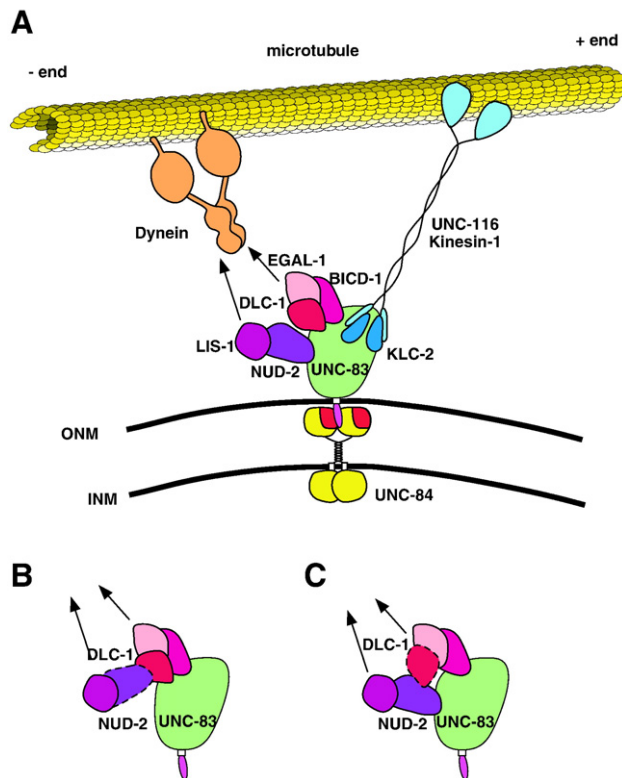 A
microtubule
+ end
- end
UNC-116
Kinesin-1
Dynein
EGAL-1
BICD-1
DLC-1
LIS-1
KLC-2
NUD-2
UNC-83
ONM
UNC-84
INM
B
C
DLC-1
DLC-1
NUD-2
UNC-83
NUD-2
UNC-83